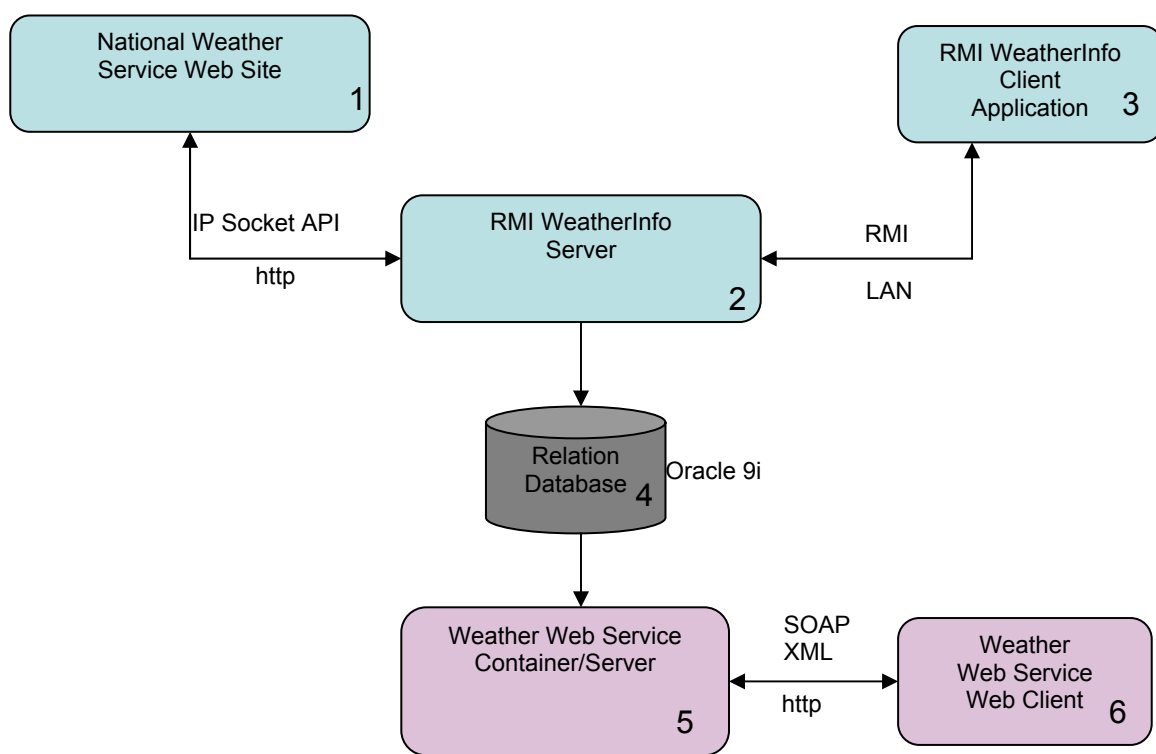 National Weather
Service Web Site
1
RMI WeatherInfo
Client
Application
3
IP Socket API
http
RMI WeatherInfo
Server
2
RMI
LAN
Relation
Database
4
Oracle 9i
Weather Web Service
Container/Server
5
SOAP
XML
http
Weather
Web Service
Web Client
6